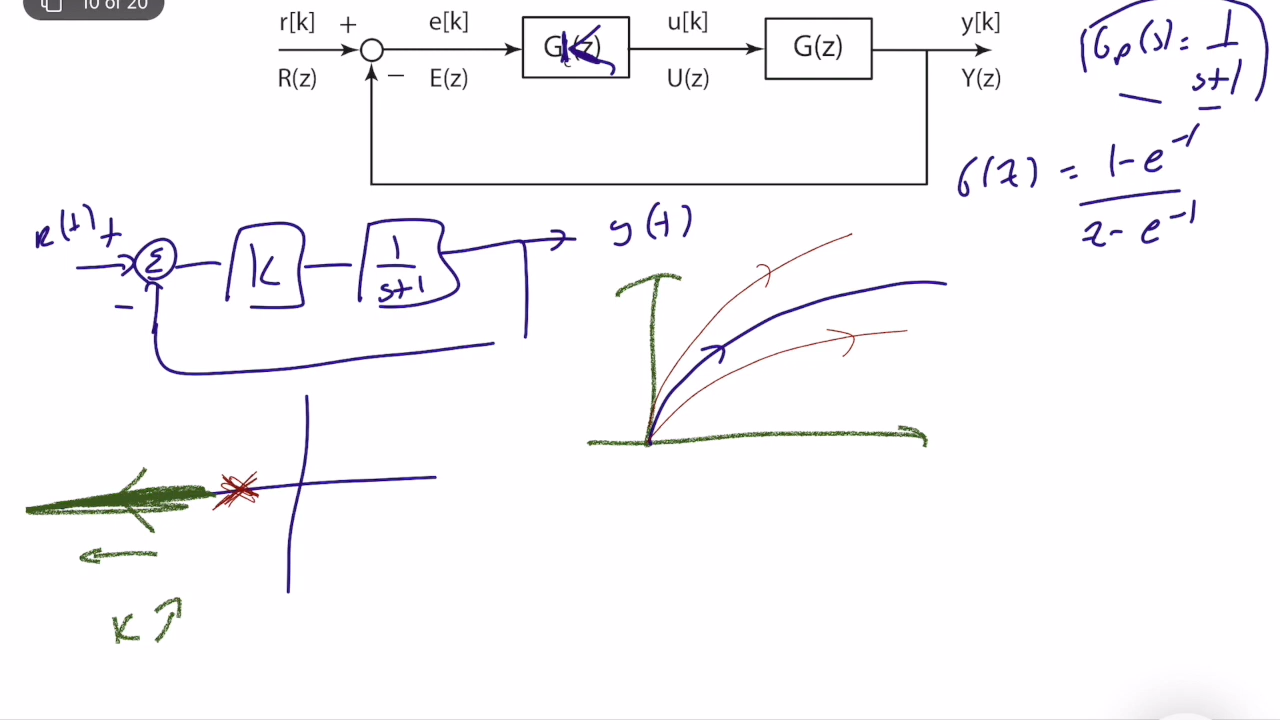 10 of 20
r[k] + e[k] u[k] y[k]
K G(z)
R(z) − E(z) U(z) Y(z)
Gp(s) = 1
s+1
G(z) = 1 - e^-1
z - e^-1
R(t) + y(t)
Σ K 1
s+1
−
K ↗